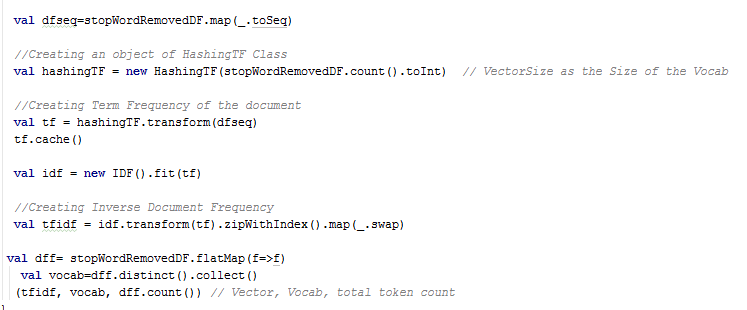 val dfseq=stopWordRemovedDF.map(_.toSeq)
//Creating an object of HashingTF Class
val hashingTF = new HashingTF(stopWordRemovedDF.count().toInt)  // VectorSize as the Size of the Vocab
//Creating Term Frequency of the document
val tf = hashingTF.transform(dfseq)
tf.cache()
val idf = new IDF().fit(tf)
//Creating Inverse Document Frequency
val tfidf = idf.transform(tf).zipWithIndex().map(_.swap)
val dff= stopWordRemovedDF.flatMap(f=>f)
val vocab=dff.distinct().collect()
(tfidf, vocab, dff.count()) // Vector, Vocab, total token count